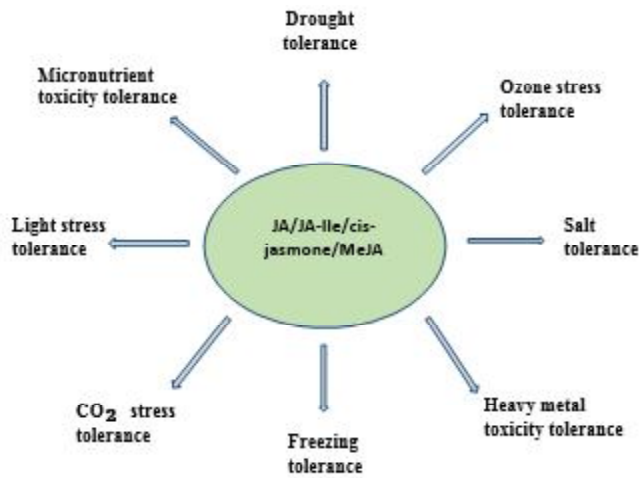 Drought
tolerance
Micronutrient
toxicity tolerance
Ozone stress
tolerance
Light stress
tolerance
JA/JA-Ile/cis-
jasmone/MeJA
Salt
tolerance
CO2 stress
tolerance
Freezing
tolerance
Heavy metal
toxicity tolerance